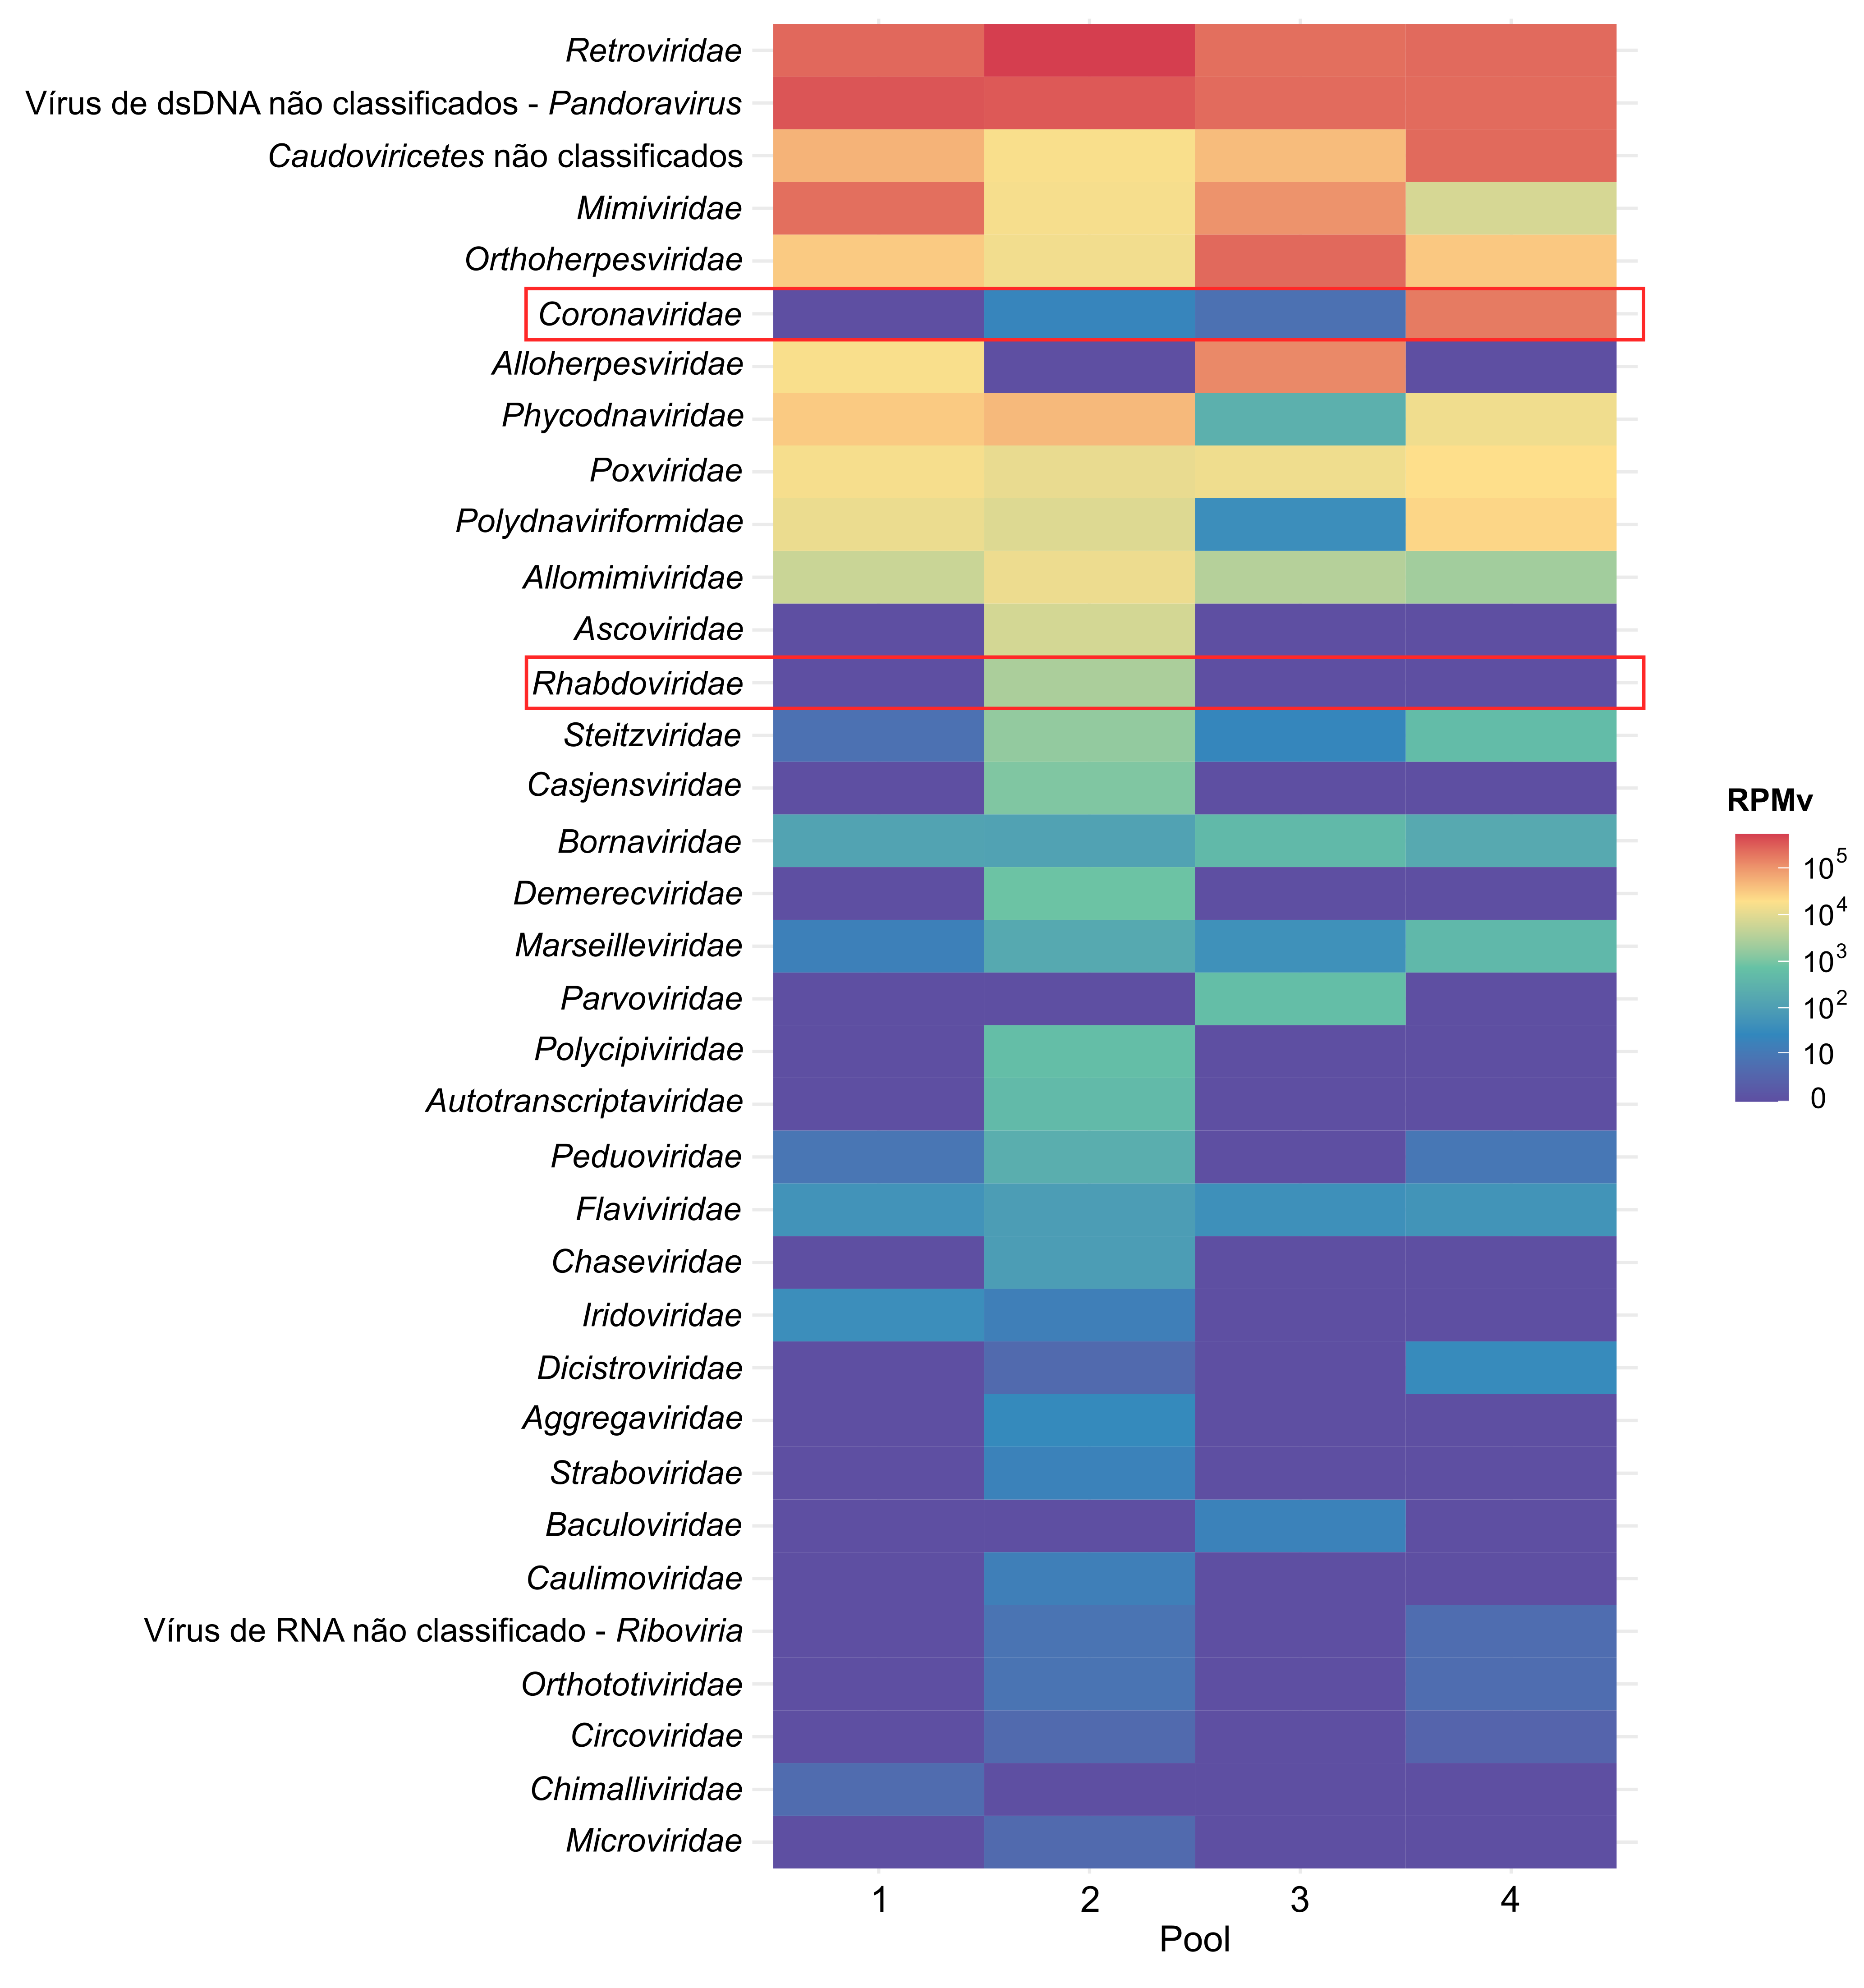 Retroviridae
Vírus de dsDNA não classificados - Pandoravirus
Caudoviricetes não classificados
Mimiviridae
Orthoherpesviridae
Coronaviridae
Alloherpesviridae
Phycodnaviridae
Poxviridae
Polydnaviriformidae
Allomimiviridae
Ascoviridae
Rhabdoviridae
Steitzviridae
Casjensviridae
Bornaviridae
Demerecviridae
Marseilleviridae
Parvoviridae
Polycipiviridae
Autotranscriptaviridae
Peduoviridae
Flaviviridae
Chaseviridae
Iridoviridae
Dicistroviridae
Aggregaviridae
Straboviridae
Baculoviridae
Caulimoviridae
Vírus de RNA não classificado - Riboviria
Orthototiviridae
Circoviridae
Chimalliviridae
Microviridae
1 2 3 4
Pool
RPMv
10⁵
10⁴
10³
10²
10
0